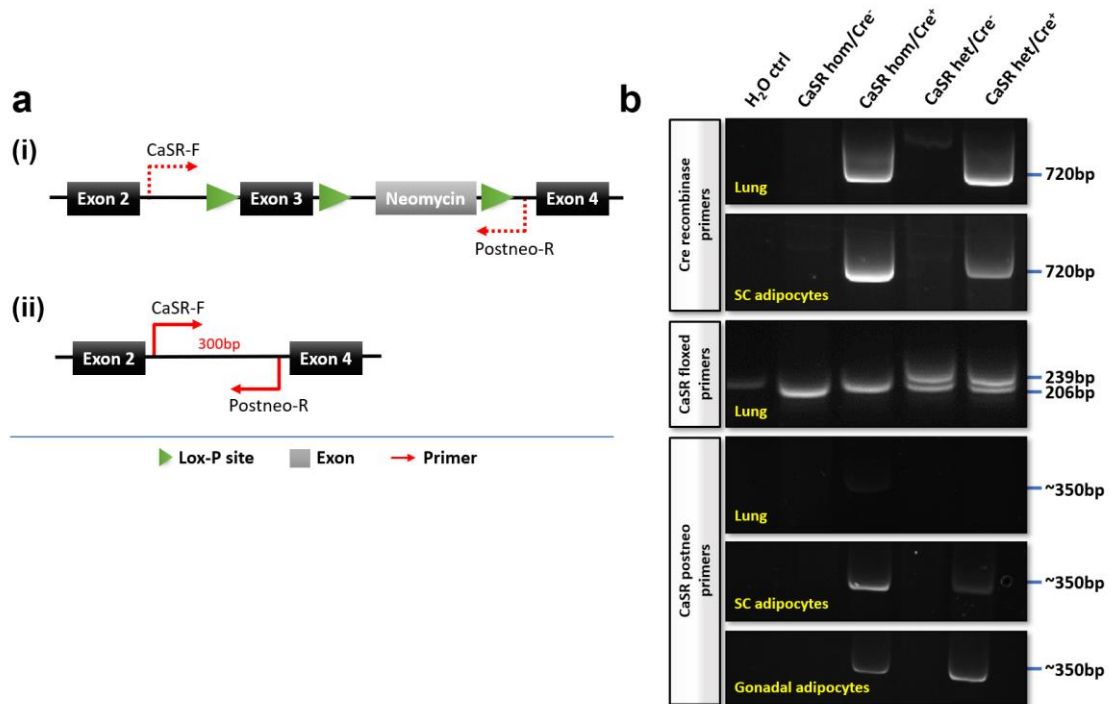 a
(i)
CaSR-F
Exon 2
Exon 3
Neomycin
Exon 4
Postneo-R
(ii)
CaSR-F
300bp
Exon 2
Exon 4
Postneo-R
Lox-P site
Exon
Primer
b
H2O ctrl
CaSR hom/Cre-
CaSR hom/Cre+
CaSR het/Cre-
CaSR het/Cre+
Cre recombinase
primers
Lung
720bp
SC adipocytes
720bp
CaSR floxed
primers
Lung
239bp
206bp
CaSR postneo
primers
Lung
~350bp
SC adipocytes
~350bp
Gonadal adipocytes
~350bp